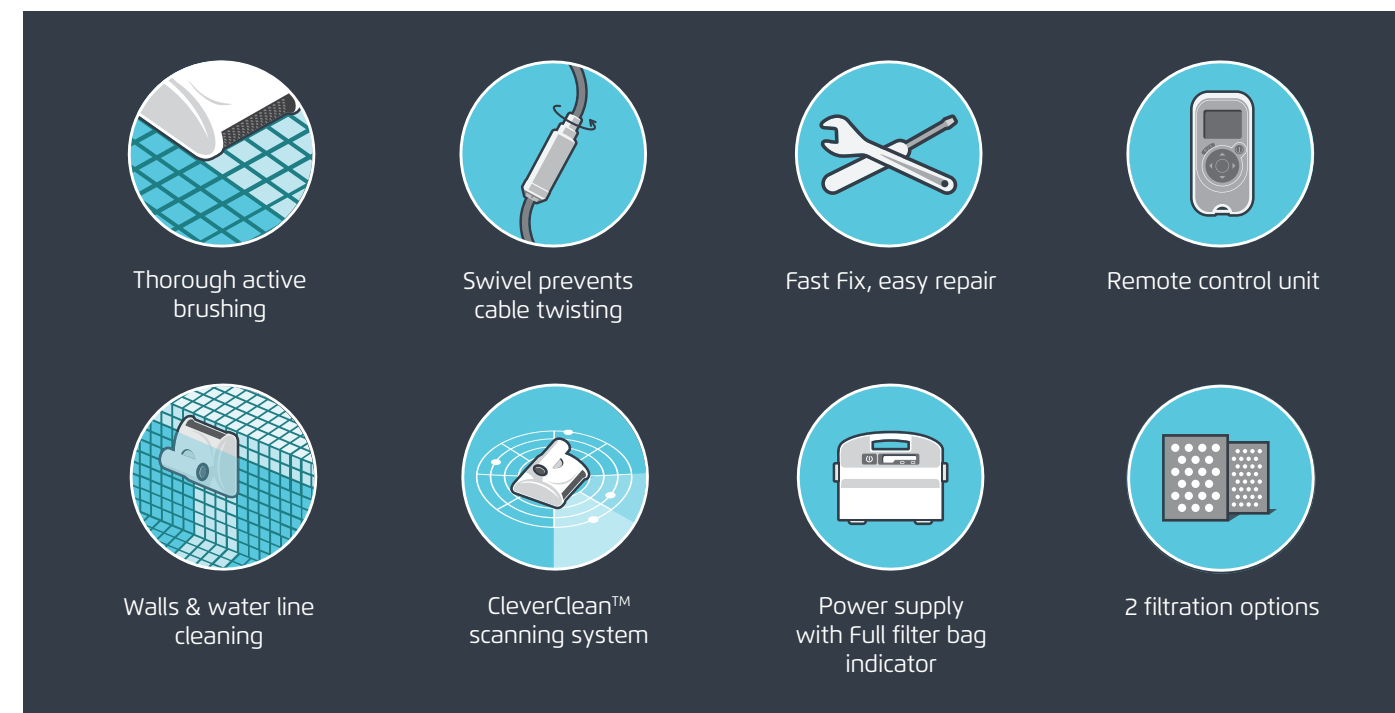 Thorough active
brushing
Swivel prevents
cable twisting
Fast Fix, easy repair
Remote control unit
Walls & water line
cleaning
CleverClean™
scanning system
Power supply
with Full filter bag
indicator
2 filtration options